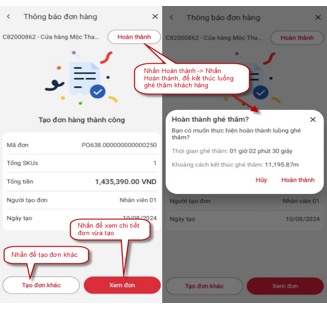 Thông báo đơn hàng
C82000862 - Cửa hàng Mộc Tha...
Hoàn thành
Nhấn Hoàn thành -> Nhấn
Hoàn thành, để kết thúc luồng
ghé thăm khách hàng
Tạo đơn hàng thành công
Mã đơn
PO638.000000000000250
Tổng SKUs
1
Tổng tiền
1,435,390.00 VND
Người tạo đơn
Nhân viên 01
Ngày tạo
10/08/2024
Nhấn để xem chi tiết
đơn vừa tạo
Nhấn để tạo đơn khác
Tạo đơn khác
Xem đơn
Thông báo đơn hàng
C82000862 - Cửa hàng Mộc Tha...
Hoàn thành
Hoàn thành ghé thăm?
Bạn có muốn thực hiện hoàn thành luồng ghé
thăm?
Thời gian ghé thăm: 01 giờ 02 phút 30 giây
Khoảng cách kết thúc ghé thăm: 11,195.87m
Hủy
Hoàn thành
Người tạo đơn
Nhân viên 01
Ngày tạo
10/08/2024
Tạo đơn khác
Xem đơn